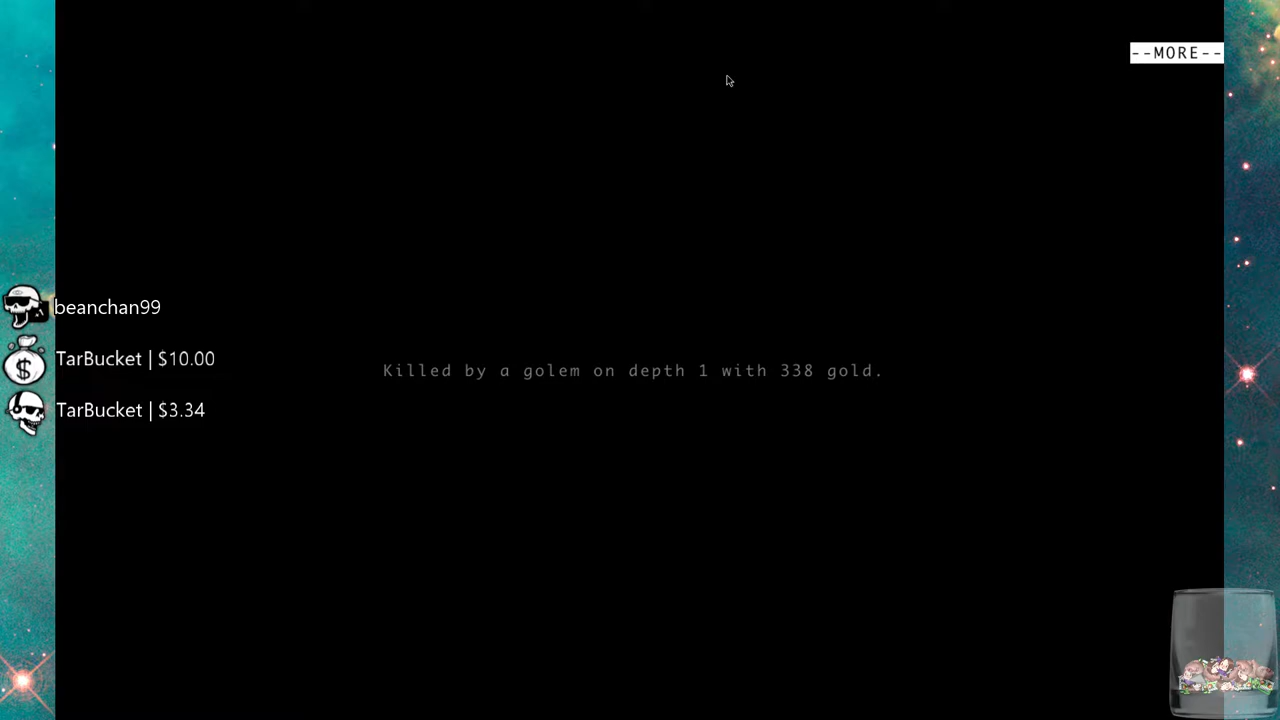 --MORE--
beanchan99
TarBucket | $10.00
Killed by a golem on depth 1 with 338 gold.
TarBucket | $3.34